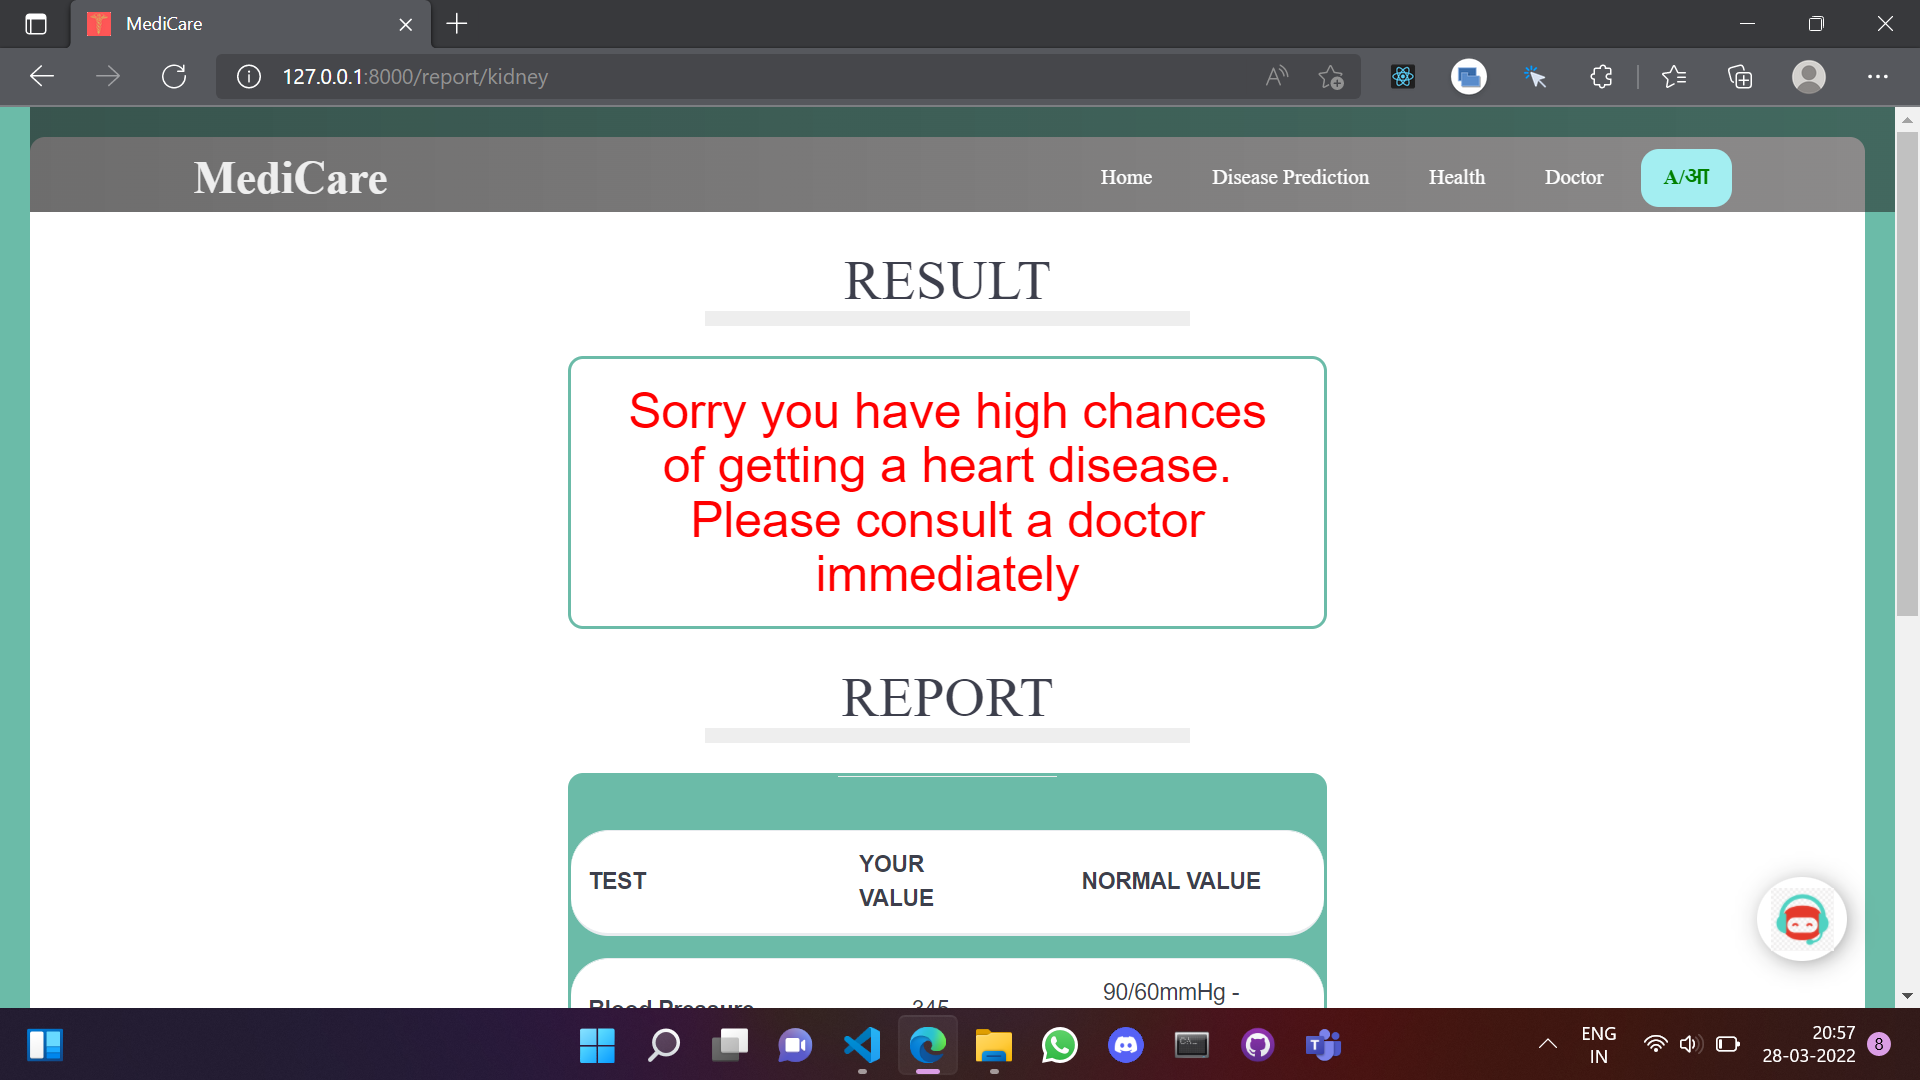 MediCare
127.0.0.1:8000/report/kidney
MediCare
Home Disease Prediction Health Doctor A/आ
RESULT
Sorry you have high chances
of getting a heart disease.
Please consult a doctor
immediately
REPORT
TEST YOUR VALUE NORMAL VALUE
90/60mmHg -
Blood Pressure 345
ENG
IN
20:57
28-03-2022
8